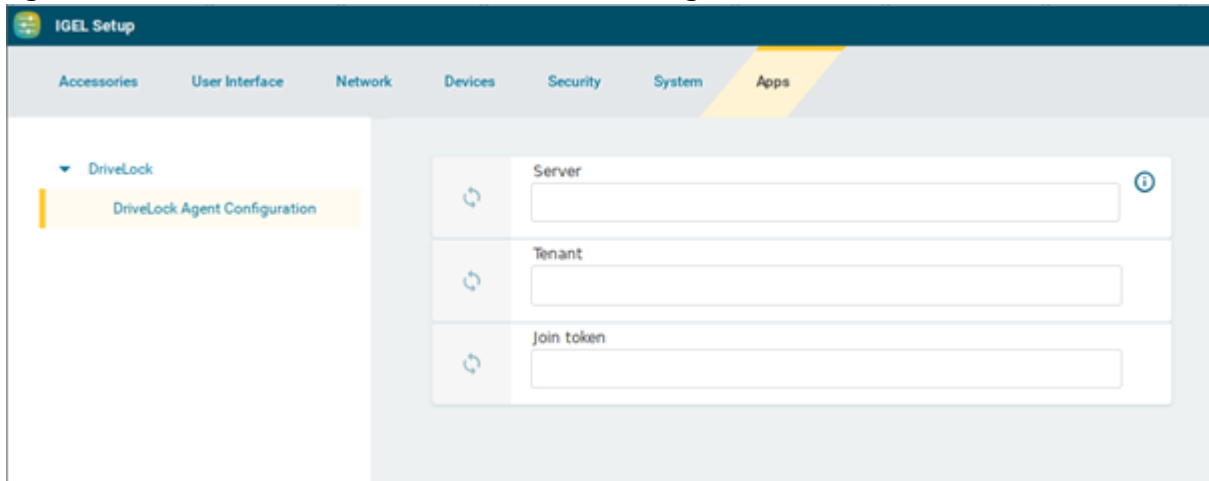 IGEL Setup
Accessories User Interface Network Devices Security System Apps
DriveLock
DriveLock Agent Configuration
Server
Tenant
Join token